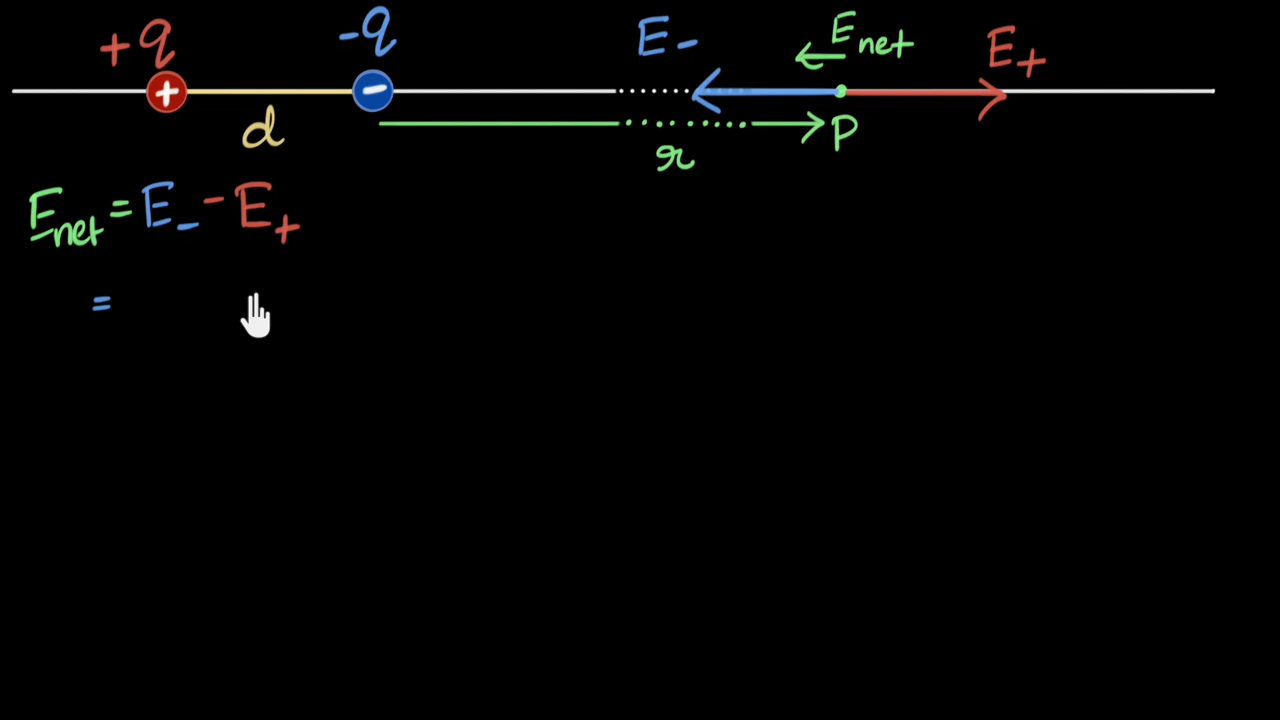 +q -q E- Enet E+
+ -
d r P
Enet = E- - E+
=